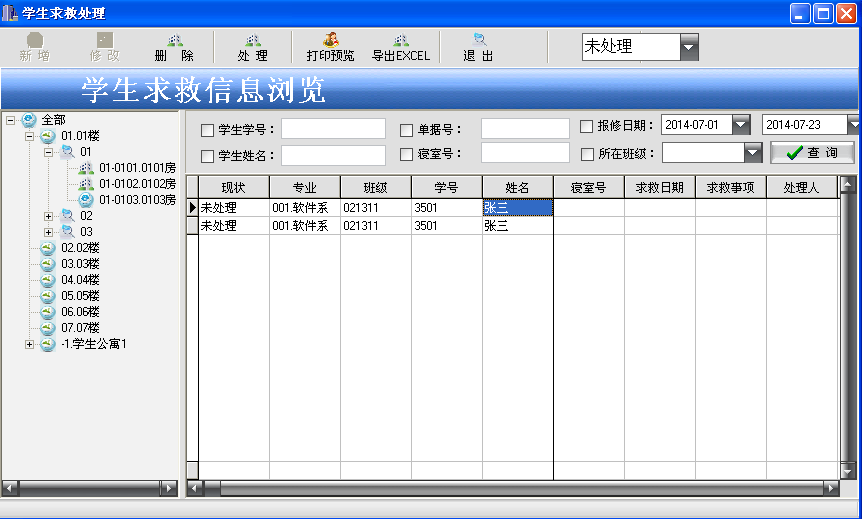 学生求救处理
新 增 修 改 删 除 处 理 打印预览 导出EXCEL 退 出 未处理
学生求救信息浏览
学生学号： 单据号： 报修日期： 2014-07-01 2014-07-23
学生姓名： 寝室号： 所在班级： 查 询
全部
01.01楼
01
01-0101.0101房
01-0102.0102房
01-0103.0103房
02
03
02.02楼
03.03楼
04.04楼
05.05楼
06.06楼
07.07楼
-1.学生公寓1
现状 专业 班级 学号 姓名 寝室号 求救日期 求救事项 处理人
未处理 001.软件系 021311 3501 张三
未处理 001.软件系 021311 3501 张三